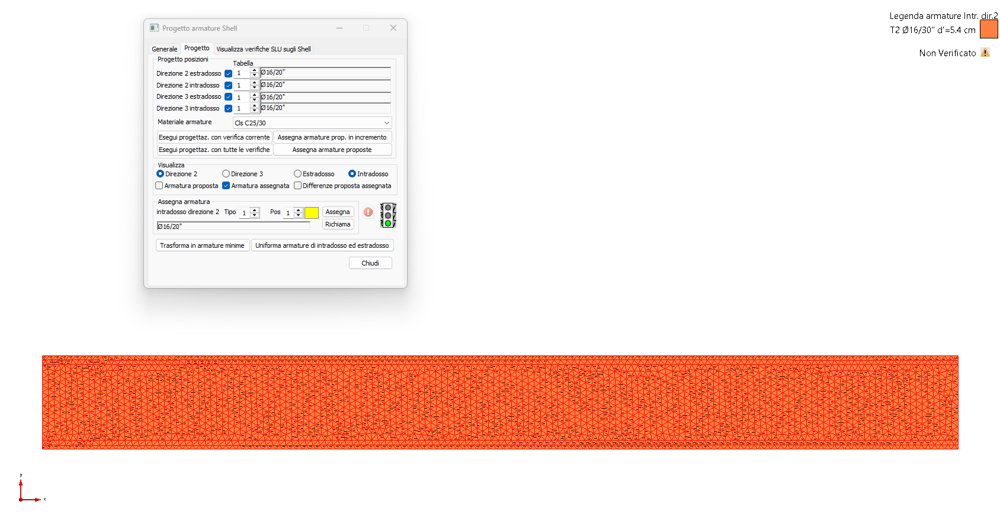 Legenda armature Intr. dir.2
T2 Ø16/30'' d'=5.4 cm
Non Verificato
Progetto armature Shell
Generale Progetto Visualizza verifiche SLU sugli Shell
Progetto posizioni
Tabella
Direzione 2 estradosso 1 Ø16/20''
Direzione 2 intradosso 1 Ø16/20''
Direzione 3 estradosso 1 Ø16/20''
Direzione 3 intradosso 1 Ø16/20''
Materiale armature Cls C25/30
Esegui progettaz. con verifica corrente Assegna armature prop. in incremento
Esegui progettaz. con tutte le verifiche Assegna armature proposte
Visualizza
Direzione 2 Direzione 3 Estradosso Intradosso
Armatura proposta Armatura assegnata Differenze proposta assegnata
Assegna armatura
intradosso direzione 2 Tipo 1 Pos 1 Assegna
Ø16/20'' Richiama
Trasforma in armature minime Uniforma armature di intradosso ed estradosso
Chiudi
y
x